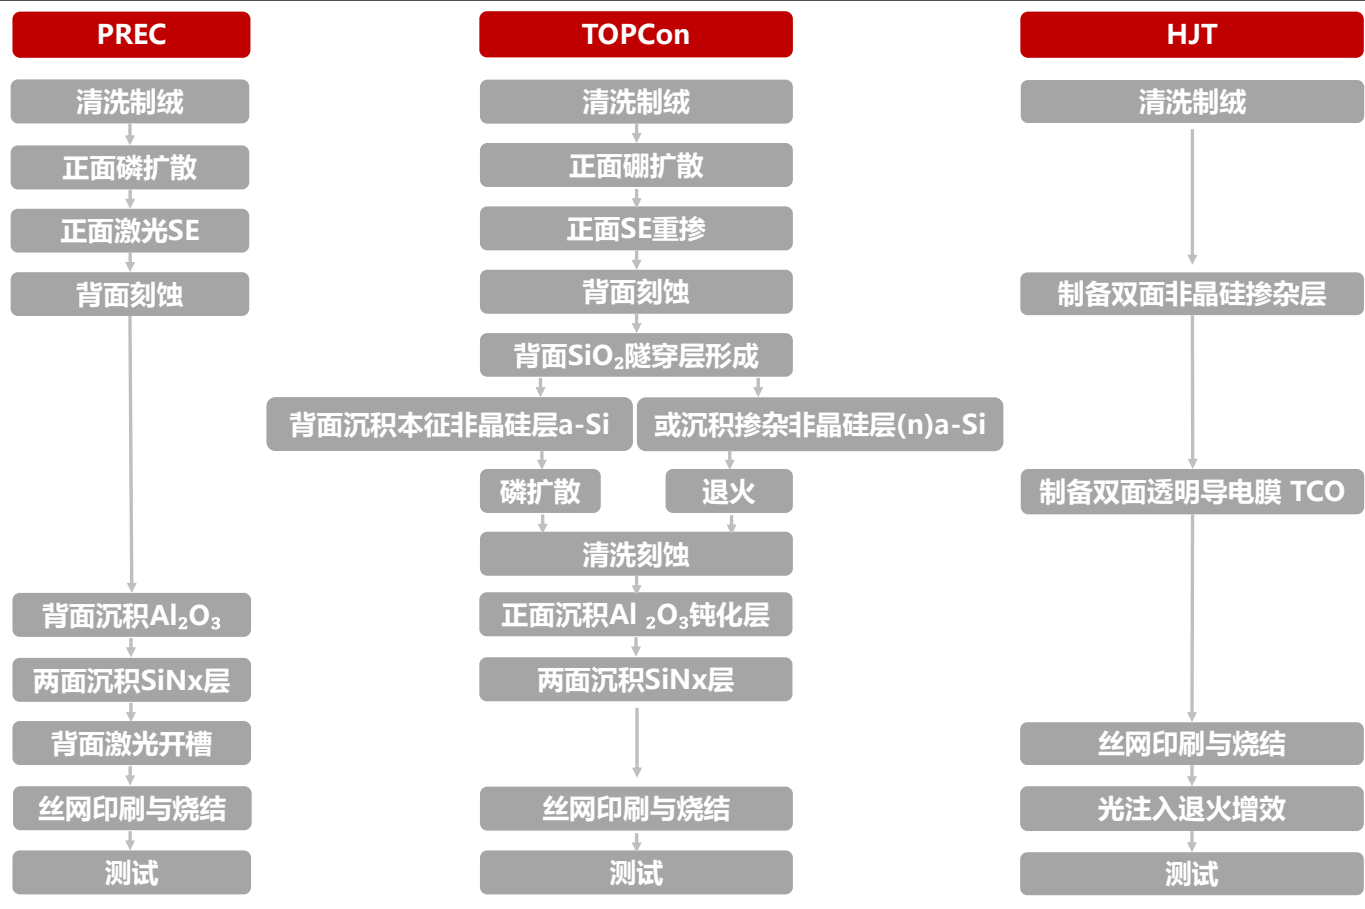 PREC
清洗制绒
正面磷扩散
正面激光SE
背面刻蚀
背面沉积Al₂O₃
两面沉积SiNx层
背面激光开槽
丝网印刷与烧结
测试
TOPCon
清洗制绒
正面硼扩散
正面SE重掺
背面刻蚀
背面SiO₂隧穿层形成
背面沉积本征非晶硅层a-Si
或沉积掺杂非晶硅层(n)a-Si
磷扩散
退火
清洗刻蚀
正面沉积Al ₂O₃钝化层
两面沉积SiNx层
丝网印刷与烧结
测试
HJT
清洗制绒
制备双面非晶硅掺杂层
制备双面透明导电膜 TCO
丝网印刷与烧结
光注入退火增效
测试